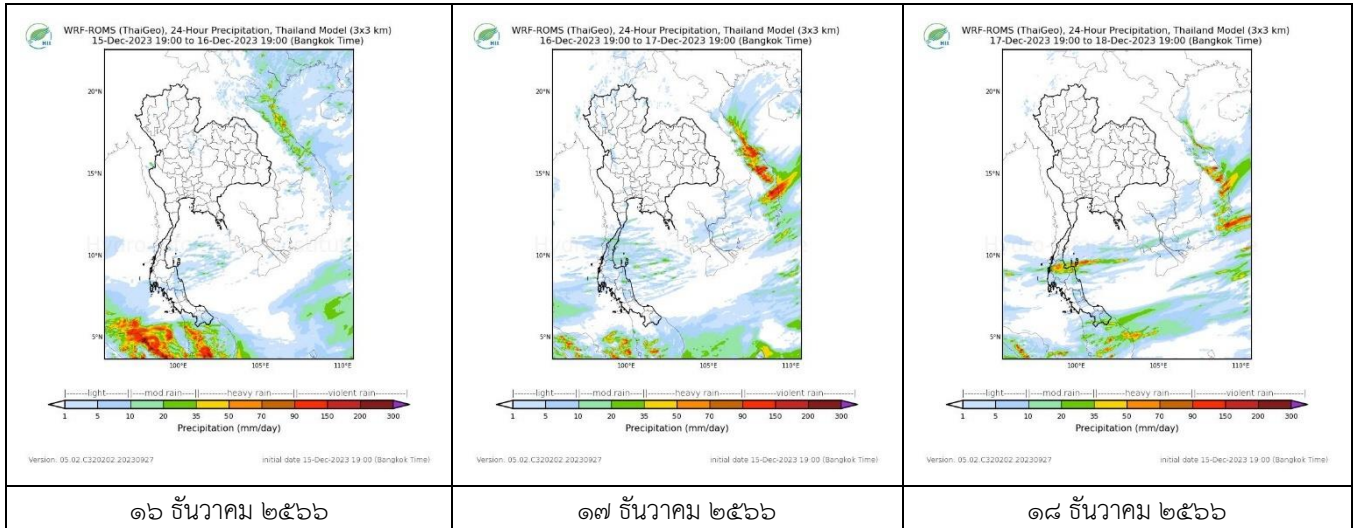 HII
WRF-ROMS (ThaiGeo), 24-Hour Precipitation, Thailand Model (3x3 km)
15-Dec-2023 19:00 to 16-Dec-2023 19:00 (Bangkok Time)
20°N
15°N
10°N
5°N
100°E 105°E 110°E
light mod rain heavy rain violent rain
1 5 10 20 35 50 70 90 150 200 300
Precipitation (mm/day)
Version: 05.02.C320202.20230927 initial date 15-Dec-2023 19:00 (Bangkok Time)
๑๖ ธันวาคม ๒๕๖๖
HII
WRF-ROMS (ThaiGeo), 24-Hour Precipitation, Thailand Model (3x3 km)
16-Dec-2023 19:00 to 17-Dec-2023 19:00 (Bangkok Time)
20°N
15°N
10°N
5°N
100°E 105°E 110°E
light mod rain heavy rain violent rain
1 5 10 20 35 50 70 90 150 200 300
Precipitation (mm/day)
Version: 05.02.C320202.20230927 initial date 15-Dec-2023 19:00 (Bangkok Time)
๑๗ ธันวาคม ๒๕๖๖
HII
WRF-ROMS (ThaiGeo), 24-Hour Precipitation, Thailand Model (3x3 km)
17-Dec-2023 19:00 to 18-Dec-2023 19:00 (Bangkok Time)
20°N
15°N
10°N
5°N
100°E 105°E 110°E
light mod rain heavy rain violent rain
1 5 10 20 35 50 70 90 150 200 300
Precipitation (mm/day)
Version: 05.02.C320202.20230927 initial date 15-Dec-2023 19:00 (Bangkok Time)
๑๘ ธันวาคม ๒๕๖๖